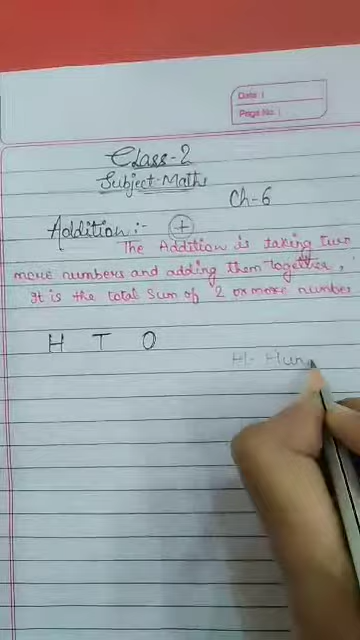 Date :
Page No. :
Class-2
Subject-Maths
Ch-6
Addition :- +
The Addition is taking two
more numbers and adding them together,
It is the total sum of 2 or more number
H T O
H- Hun